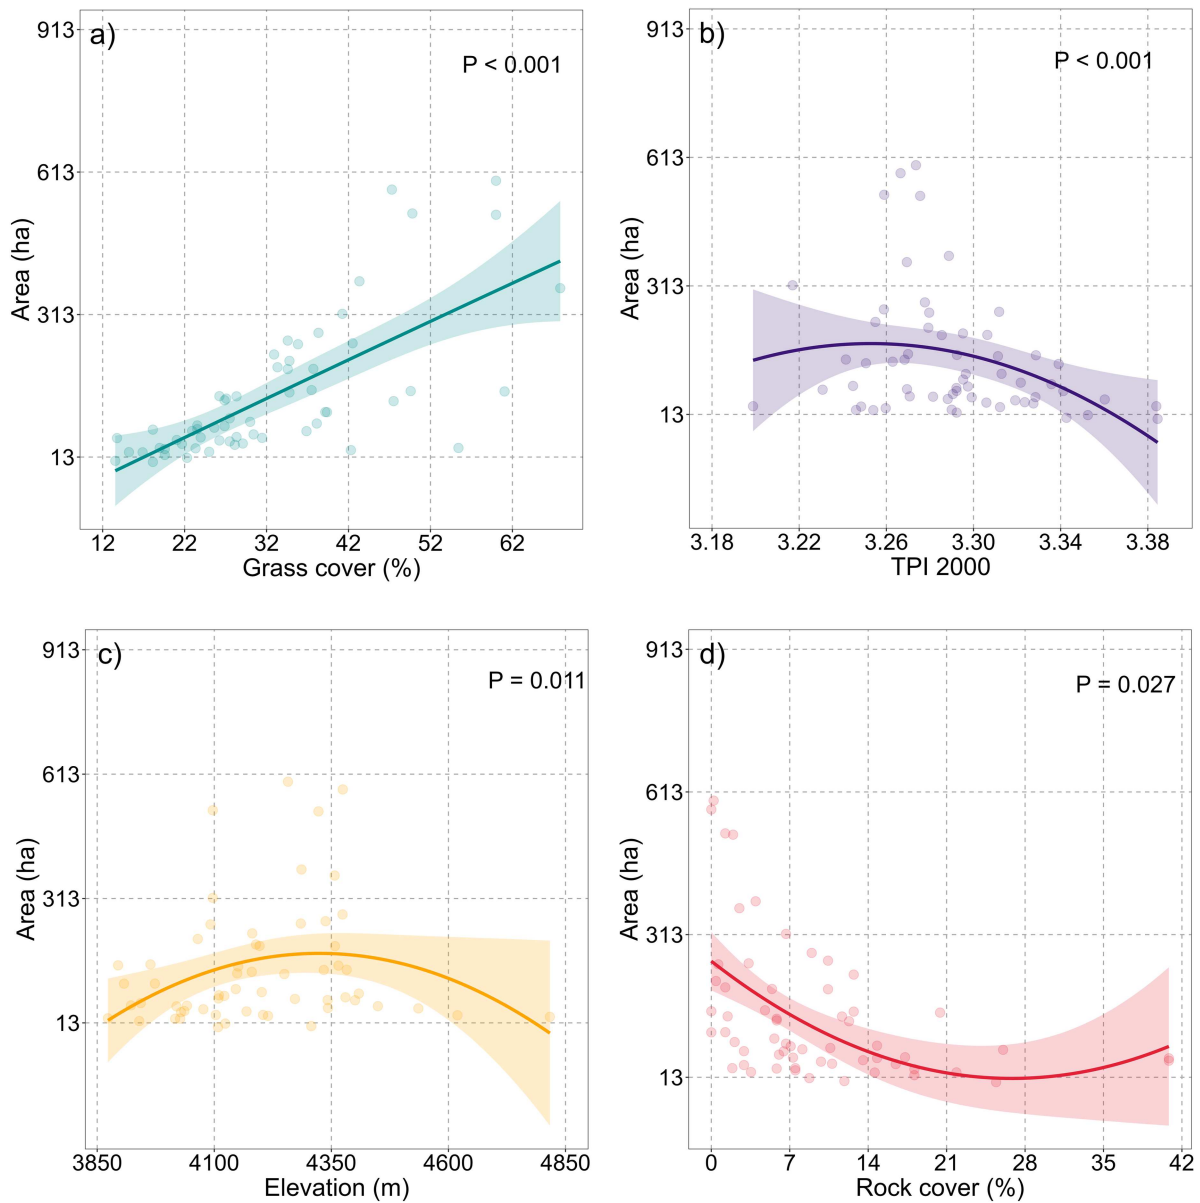 a)
P < 0.001
913
613
313
13
Area (ha)
12 22 32 42 52 62
Grass cover (%)
b)
P < 0.001
913
613
313
13
Area (ha)
3.18 3.22 3.26 3.30 3.34 3.38
TPI 2000
c)
P = 0.011
913
613
313
13
Area (ha)
3850 4100 4350 4600 4850
Elevation (m)
d)
P = 0.027
913
613
313
13
Area (ha)
0 7 14 21 28 35 42
Rock cover (%)